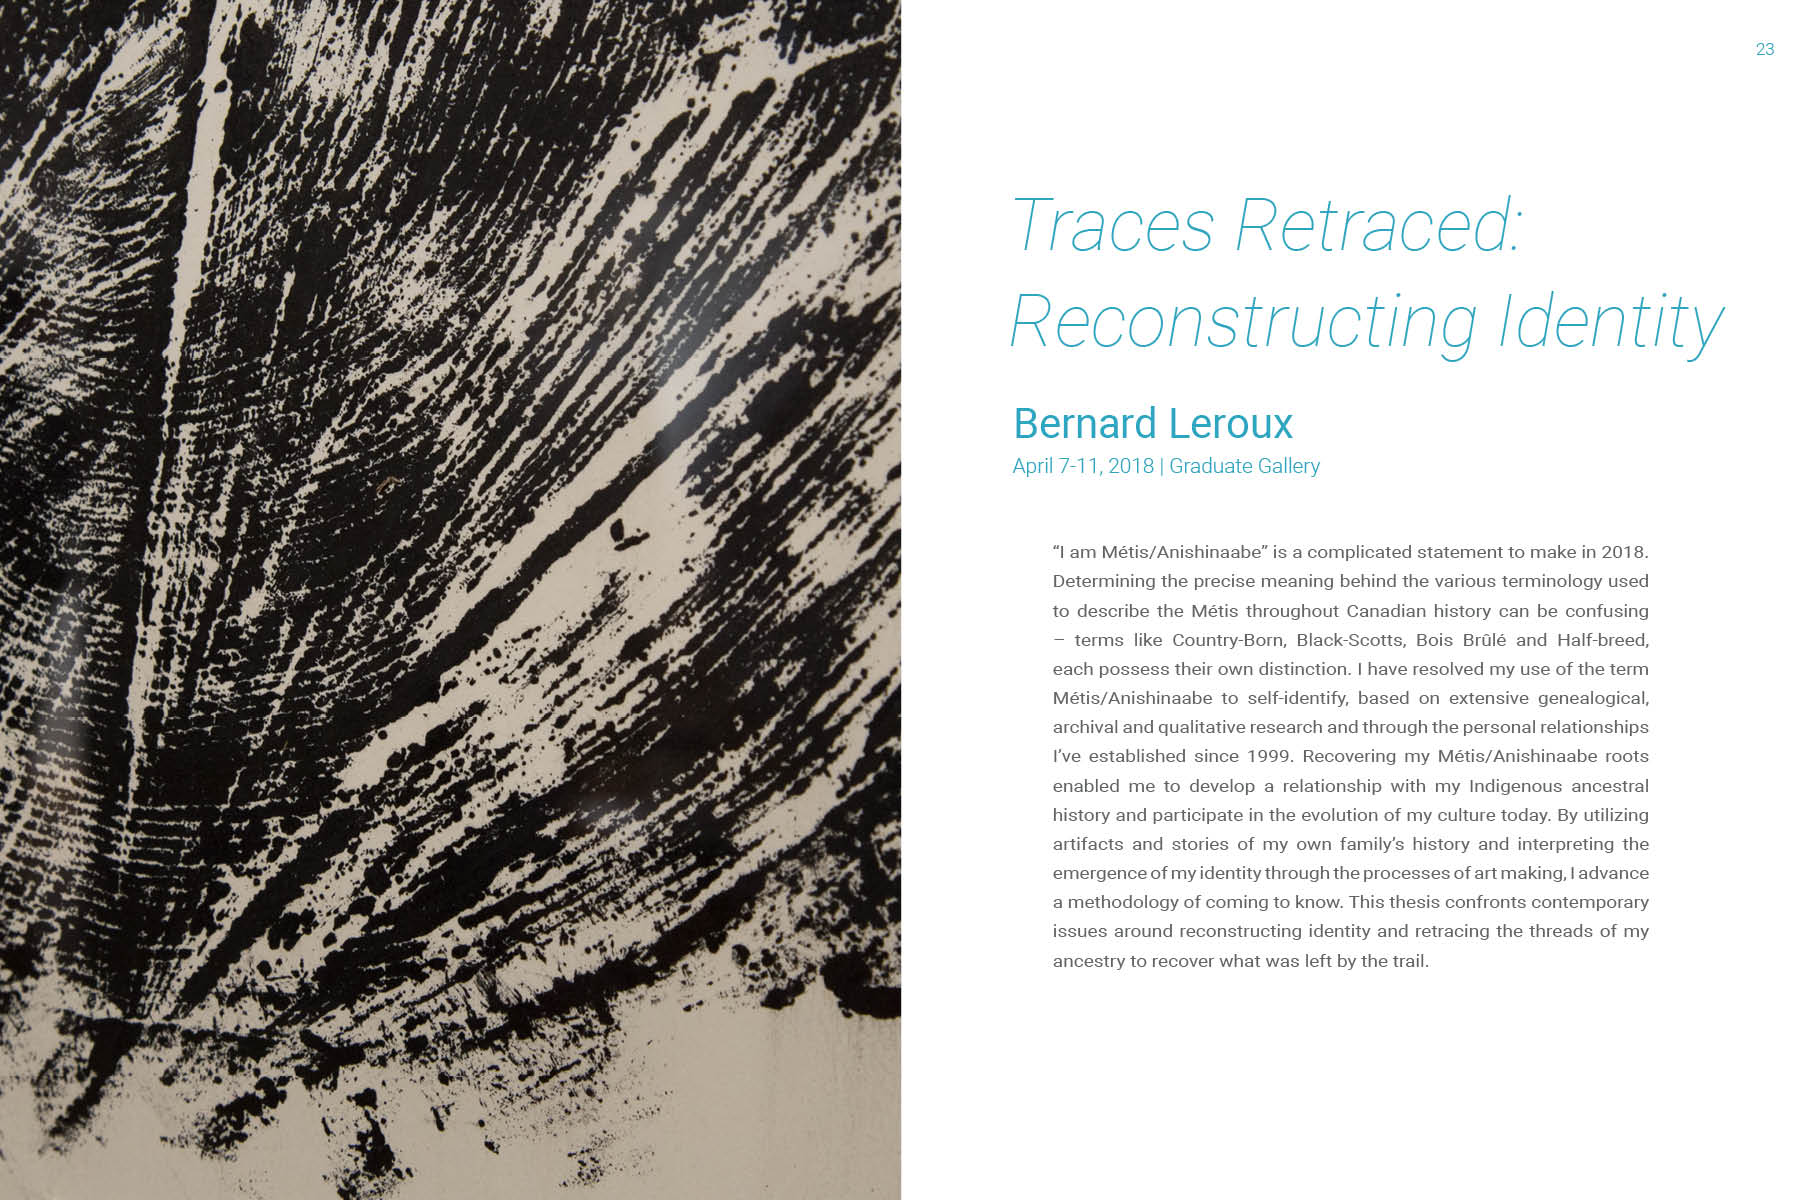 23
Traces Retraced:
Reconstructing Identity
Bernard Leroux
April 7-11, 2018 | Graduate Gallery
“I am Métis/Anishinaabe” is a complicated statement to make in 2018.
Determining the precise meaning behind the various terminology used
to describe the Métis throughout Canadian history can be confusing
– terms like Country-Born, Black-Scotts, Bois Brûlé and Half-breed,
each possess their own distinction. I have resolved my use of the term
Métis/Anishinaabe to self-identify, based on extensive genealogical,
archival and qualitative research and through the personal relationships
I’ve established since 1999. Recovering my Métis/Anishinaabe roots
enabled me to develop a relationship with my Indigenous ancestral
history and participate in the evolution of my culture today. By utilizing
artifacts and stories of my own family’s history and interpreting the
emergence of my identity through the processes of art making, I advance
a methodology of coming to know. This thesis confronts contemporary
issues around reconstructing identity and retracing the threads of my
ancestry to recover what was left by the trail.